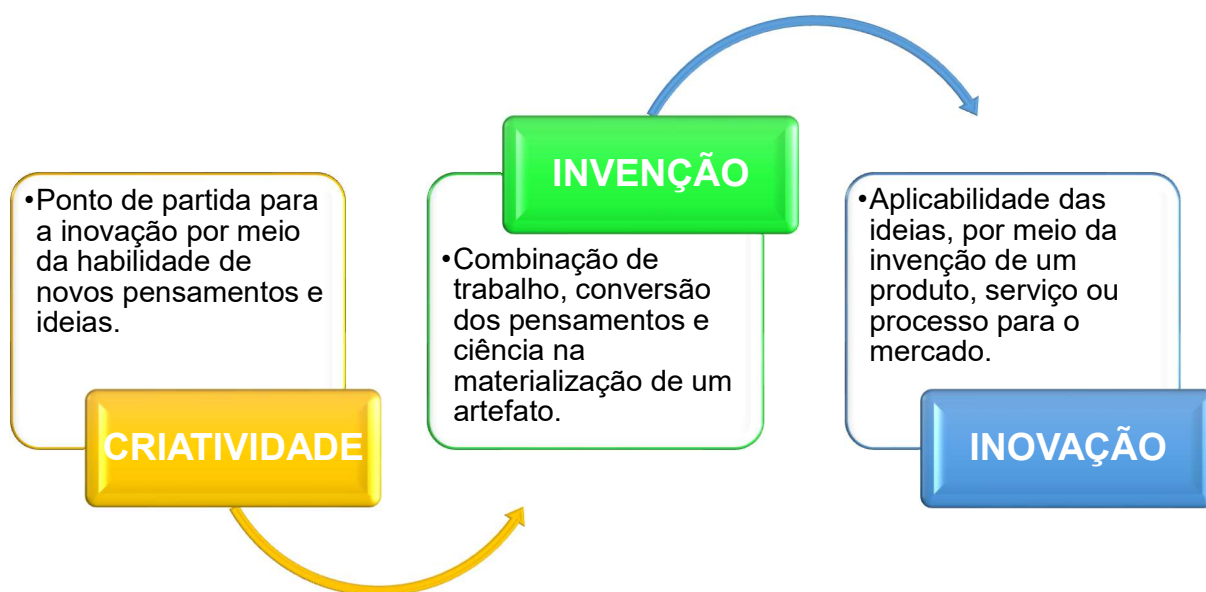 •Ponto de partida para
a inovação por meio
da habilidade de
novos pensamentos e
ideias.
CRIATIVIDADE
INVENÇÃO
•Combinação de
trabalho, conversão
dos pensamentos e
ciência na
materialização de um
artefato.
•Aplicabilidade das
ideias, por meio da
invenção de um
produto, serviço ou
processo para o
mercado.
INOVAÇÃO